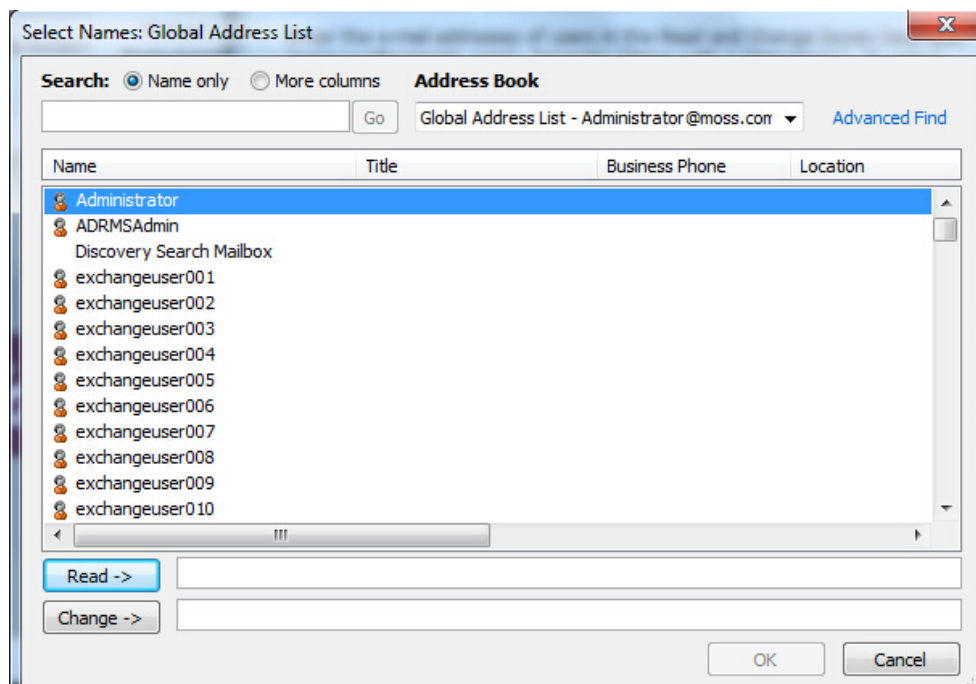 Select Names: Global Address List
Search: Name only More columns Address Book
Go Global Address List - Administrator@moss.com Advanced Find
Name Title Business Phone Location
Administrator
ADRMSAdmin
Discovery Search Mailbox
exchangeuser001
exchangeuser002
exchangeuser003
exchangeuser004
exchangeuser005
exchangeuser006
exchangeuser007
exchangeuser008
exchangeuser009
exchangeuser010
Read ->
Change ->
OK Cancel